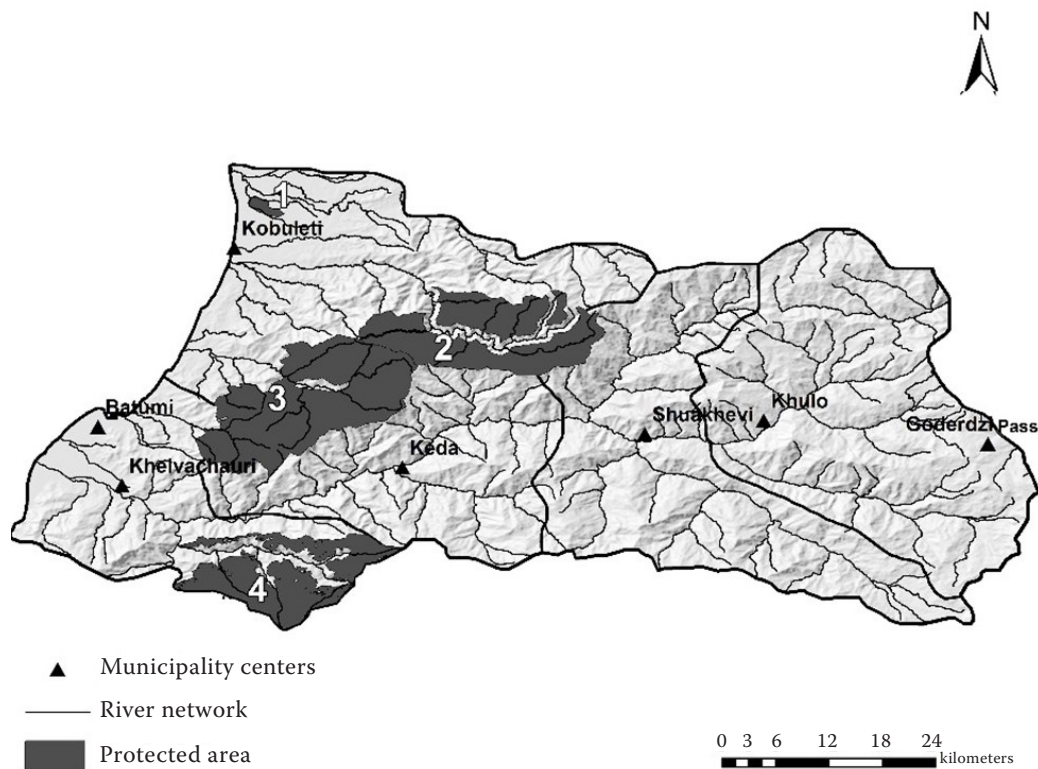 N
1
Kobuleti
2
3
Batumi
Khelvachauri
Keda
Shuakhevi
Khulo
Goderdzi Pass
4
Municipality centers
River network
Protected area
0 3 6 12 18 24
kilometers